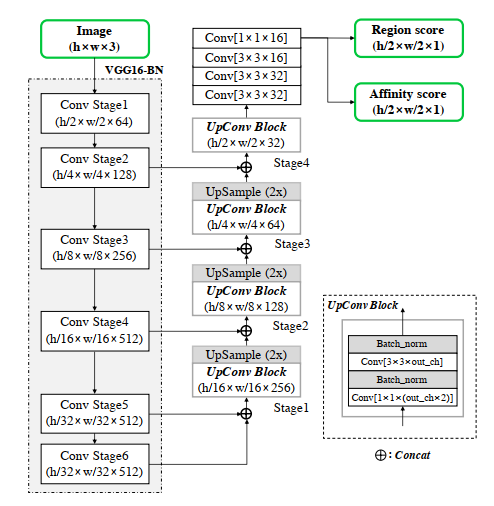 Image
(h×w×3)
VGG16-BN
Conv Stage1
(h/2×w/2×64)
Conv Stage2
(h/4×w/4×128)
Conv Stage3
(h/8×w/8×256)
Conv Stage4
(h/16×w/16×512)
Conv Stage5
(h/32×w/32×512)
Conv Stage6
(h/32×w/32×512)
Conv[1×1×16]
Conv[3×3×16]
Conv[3×3×32]
Conv[3×3×32]
UpConv Block
(h/2×w/2×32)
Stage4
UpSample (2x)
UpConv Block
(h/4×w/4×64)
Stage3
UpSample (2x)
UpConv Block
(h/8×w/8×128)
Stage2
UpSample (2x)
UpConv Block
(h/16×w/16×256)
Stage1
Region score
(h/2×w/2×1)
Affinity score
(h/2×w/2×1)
UpConv Block
Batch_norm
Conv[3×3×out_ch]
Batch_norm
Conv[1×1×(out_ch×2)]
⊕: Concat